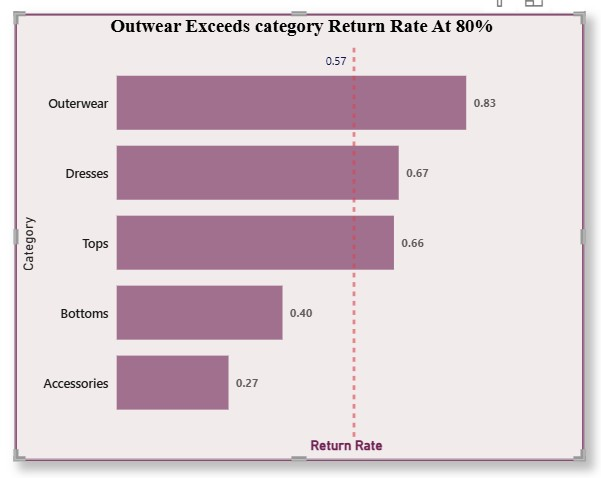 Outwear Exceeds category Return Rate At 80%
0.57
Outerwear
0.83
Dresses
0.67
Tops
0.66
Bottoms
0.40
Accessories
0.27
Category
Return Rate